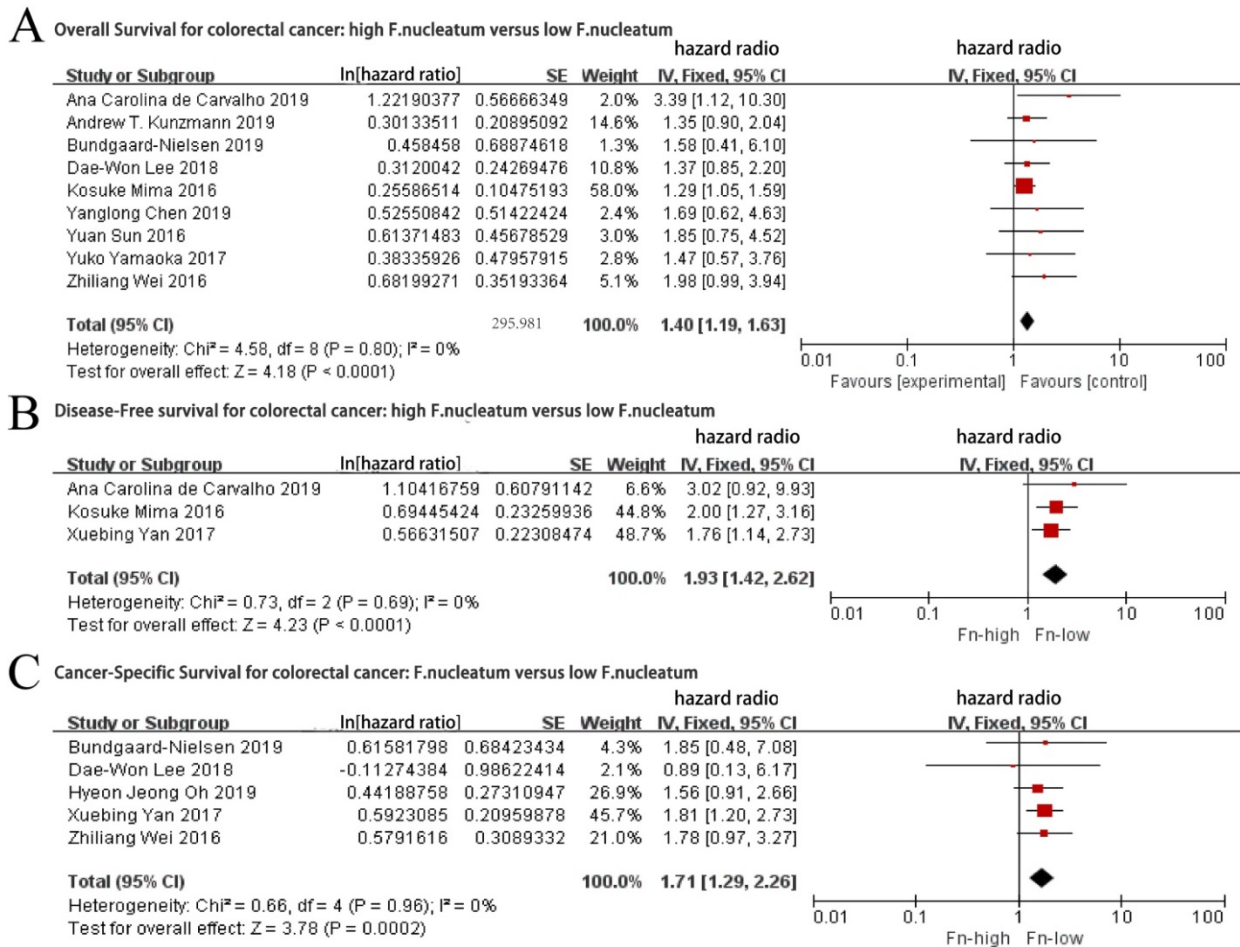 A Overall Survival for colorectal cancer: high F.nucleatum versus low F.nucleatum
hazard radio hazard radio
Study or Subgroup ln[hazard ratio] SE Weight IV, Fixed, 95% CI IV, Fixed, 95% CI
Ana Carolina de Carvalho 2019 1.22190377 0.56666349 2.0% 3.39 [1.12, 10.30]
Andrew T. Kunzmann 2019 0.30133511 0.20895092 14.6% 1.35 [0.90, 2.04]
Bundgaard-Nielsen 2019 0.458458 0.68874618 1.3% 1.58 [0.41, 6.10]
Dae-Won Lee 2018 0.3120042 0.24269476 10.8% 1.37 [0.85, 2.20]
Kosuke Mima 2016 0.25586514 0.10475193 58.0% 1.29 [1.05, 1.59]
Yanglong Chen 2019 0.52550842 0.51422424 2.4% 1.69 [0.62, 4.63]
Yuan Sun 2016 0.61371483 0.45678529 3.0% 1.85 [0.75, 4.52]
Yuko Yamaoka 2017 0.38335926 0.47957915 2.8% 1.47 [0.57, 3.76]
Zhiliang Wei 2016 0.68199271 0.35193364 5.1% 1.98 [0.99, 3.94]
Total (95% CI) 295.981 100.0% 1.40 [1.19, 1.63]
Heterogeneity: Chi² = 4.58, df = 8 (P = 0.80); I² = 0%
Test for overall effect: Z = 4.18 (P < 0.0001)
0.01 0.1 1 10 100
Favours [experimental] Favours [control]
B Disease-Free survival for colorectal cancer: high F.nucleatum versus low F.nucleatum
hazard radio hazard radio
Study or Subgroup ln[hazard ratio] SE Weight IV, Fixed, 95% CI IV, Fixed, 95% CI
Ana Carolina de Carvalho 2019 1.10416759 0.60791142 6.6% 3.02 [0.92, 9.93]
Kosuke Mima 2016 0.69445424 0.23259936 44.8% 2.00 [1.27, 3.16]
Xuebing Yan 2017 0.56631507 0.22308474 48.7% 1.76 [1.14, 2.73]
Total (95% CI) 100.0% 1.93 [1.42, 2.62]
Heterogeneity: Chi² = 0.73, df = 2 (P = 0.69); I² = 0%
Test for overall effect: Z = 4.23 (P < 0.0001)
0.01 0.1 1 10 100
Fn-high Fn-low
C Cancer-Specific Survival for colorectal cancer: F.nucleatum versus low F.nucleatum
hazard radio hazard radio
Study or Subgroup ln[hazard ratio] SE Weight IV, Fixed, 95% CI IV, Fixed, 95% CI
Bundgaard-Nielsen 2019 0.61581798 0.68423434 4.3% 1.85 [0.48, 7.08]
Dae-Won Lee 2018 -0.11274384 0.98622414 2.1% 0.89 [0.13, 6.17]
Hyeon Jeong Oh 2019 0.44188758 0.27310947 26.9% 1.56 [0.91, 2.66]
Xuebing Yan 2017 0.5923085 0.20959878 45.7% 1.81 [1.20, 2.73]
Zhiliang Wei 2016 0.5791616 0.3089332 21.0% 1.78 [0.97, 3.27]
Total (95% CI) 100.0% 1.71 [1.29, 2.26]
Heterogeneity: Chi² = 0.66, df = 4 (P = 0.96); I² = 0%
Test for overall effect: Z = 3.78 (P = 0.0002)
0.01 0.1 1 10 100
Fn-high Fn-low